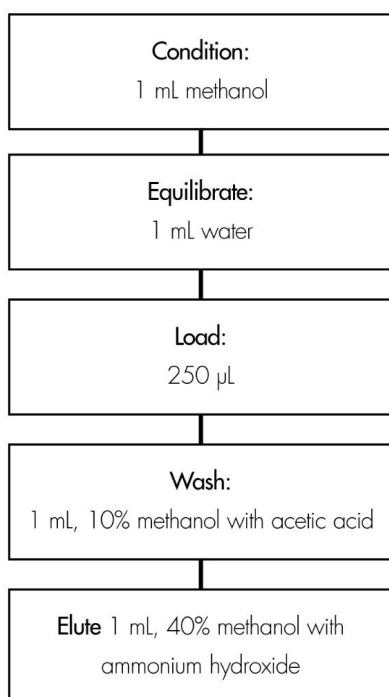 Condition:
1 mL methanol
Equilibrate:
1 mL water
Load:
250 µL
Wash:
1 mL, 10% methanol with acetic acid
Elute 1 mL, 40% methanol with
ammonium hydroxide